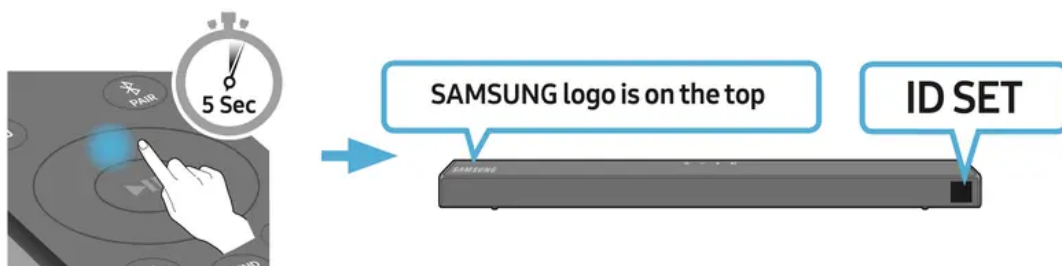 PAIR
5 Sec
SAMSUNG logo is on the top
ID SET
SAMSUNG